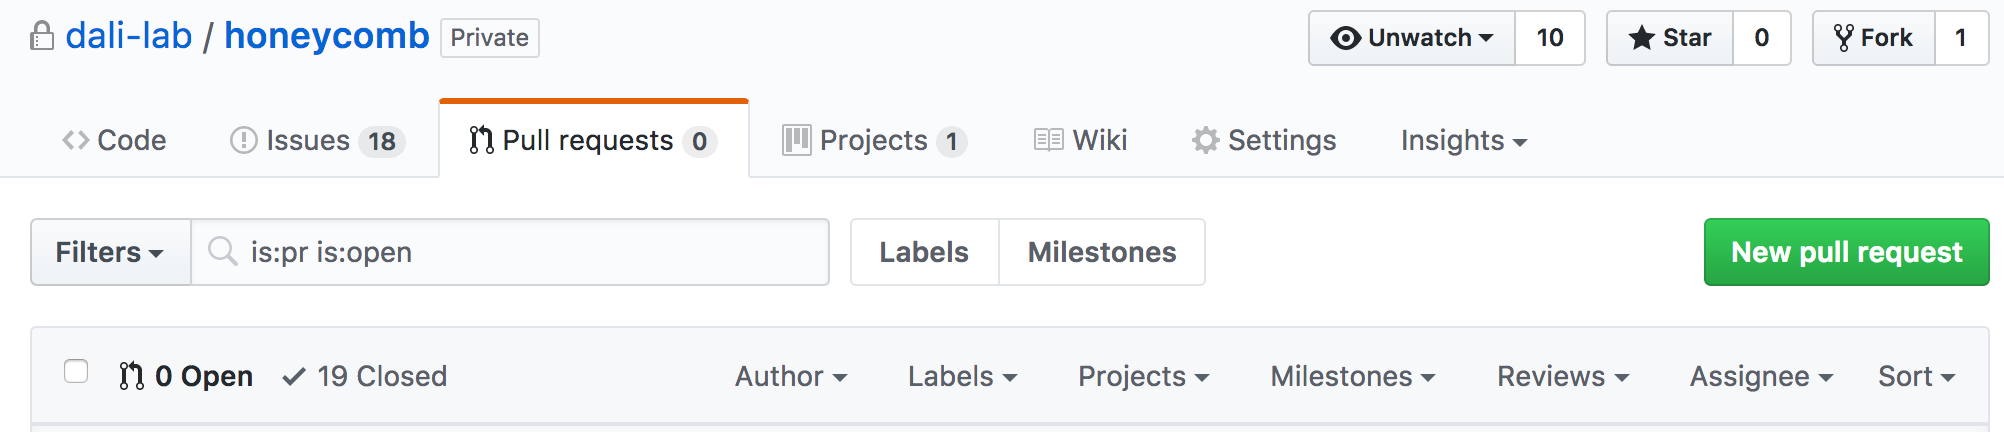 dali-lab / honeycomb Private Unwatch 10 Star 0 Fork 1
Code Issues 18 Pull requests 0 Projects 1 Wiki Settings Insights
Filters is:pr is:open Labels Milestones New pull request
0 Open 19 Closed Author Labels Projects Milestones Reviews Assignee Sort